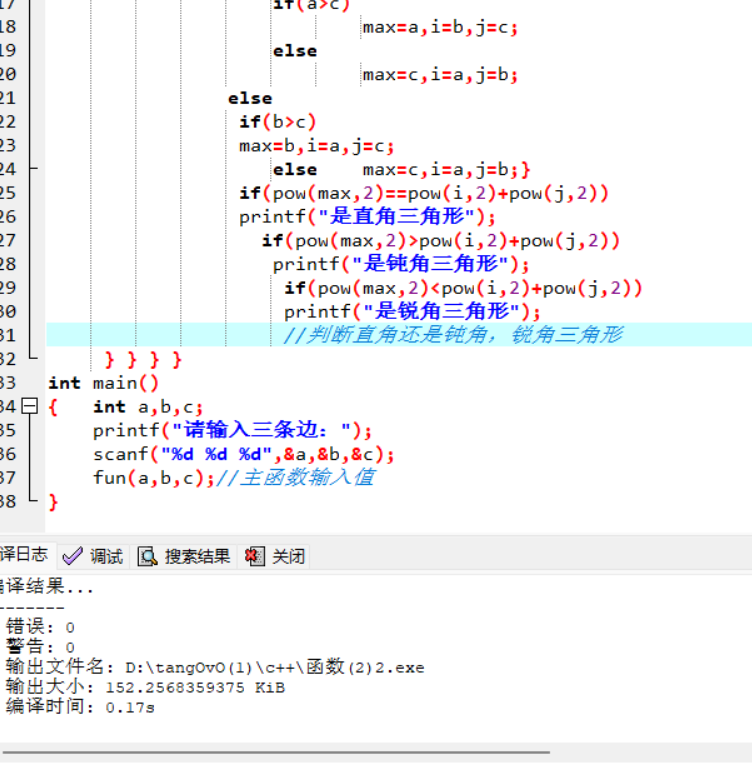 17 if(a>c)
18 max=a,i=b,j=c;
19 else
20 max=c,i=a,j=b;
21 else
22 if(b>c)
23 max=b,i=a,j=c;
24 else max=c,i=a,j=b;}
25 if(pow(max,2)==pow(i,2)+pow(j,2))
26 printf("是直角三角形");
27 if(pow(max,2)>pow(i,2)+pow(j,2))
28 printf("是钝角三角形");
29 if(pow(max,2)<pow(i,2)+pow(j,2))
30 printf("是锐角三角形");
31 //判断直角还是钝角，锐角三角形
32 } } } }
33 int main()
34 { int a,b,c;
35 printf("请输入三条边：");
36 scanf("%d %d %d",&a,&b,&c);
37 fun(a,b,c);//主函数输入值
38 }
译日志 调试 搜索结果 关闭
译结果...
-------
错误: 0
警告: 0
输出文件名: D:\tangOvO(1)\c++\函数(2)2.exe
输出大小: 152.2568359375 KiB
编译时间: 0.17s